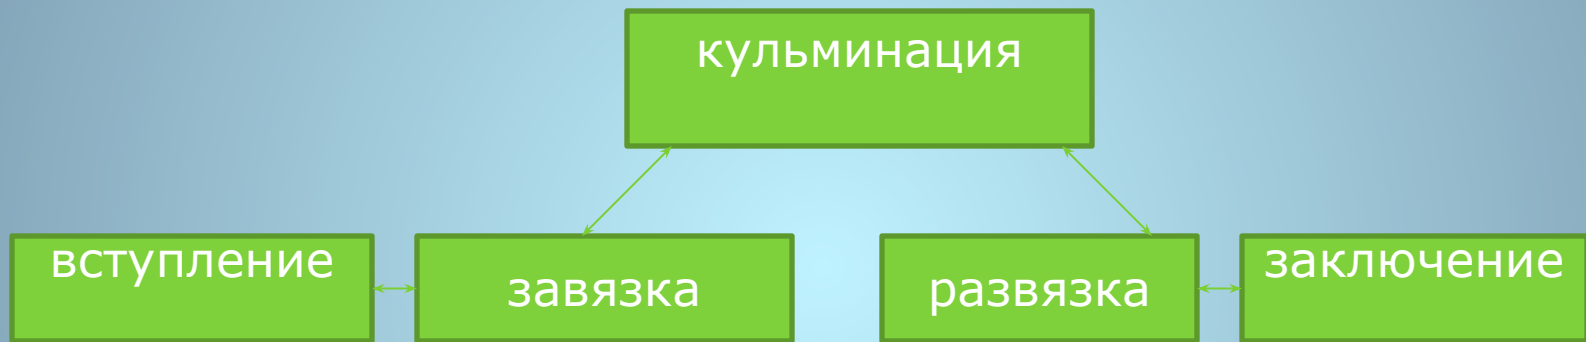 кульминация
вступление
завязка
развязка
заключение